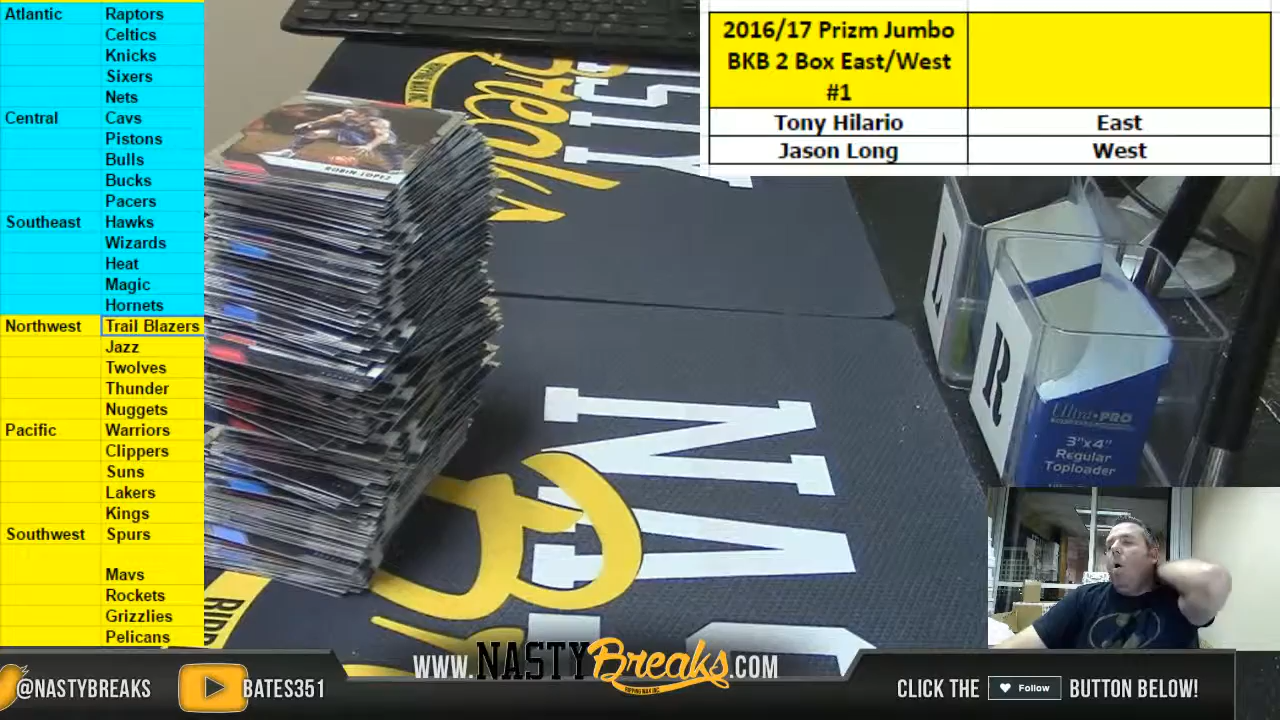 Atlantic Raptors
Celtics
Knicks
Sixers
Nets
Central Cavs
Pistons
Bulls
Bucks
Pacers
Southeast Hawks
Wizards
Heat
Magic
Hornets
Northwest Trail Blazers
Jazz
Twolves
Thunder
Nuggets
Pacific Warriors
Clippers
Suns
Lakers
Kings
Southwest Spurs
Mavs
Rockets
Grizzlies
Pelicans
2016/17 Prizm Jumbo
BKB 2 Box East/West
#1
Tony Hilario East
Jason Long West
ROBIN LOPEZ
L
R
Ultra·PRO
3"x4"
Regular
Toploader
@NASTYBREAKS
BATES351
WWW.NASTYBreaks.COM
CLICK THE Follow BUTTON BELOW!